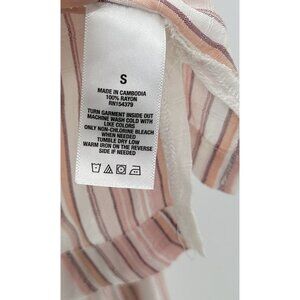 S
MADE IN CAMBODIA
100% RAYON
RN154379
TURN GARMENT INSIDE OUT
MACHINE WASH COLD WITH
LIKE COLORS
ONLY NON-CHLORINE BLEACH
WHEN NEEDED
TUMBLE DRY LOW
WARM IRON ON THE REVERSE
SIDE IF NEEDED